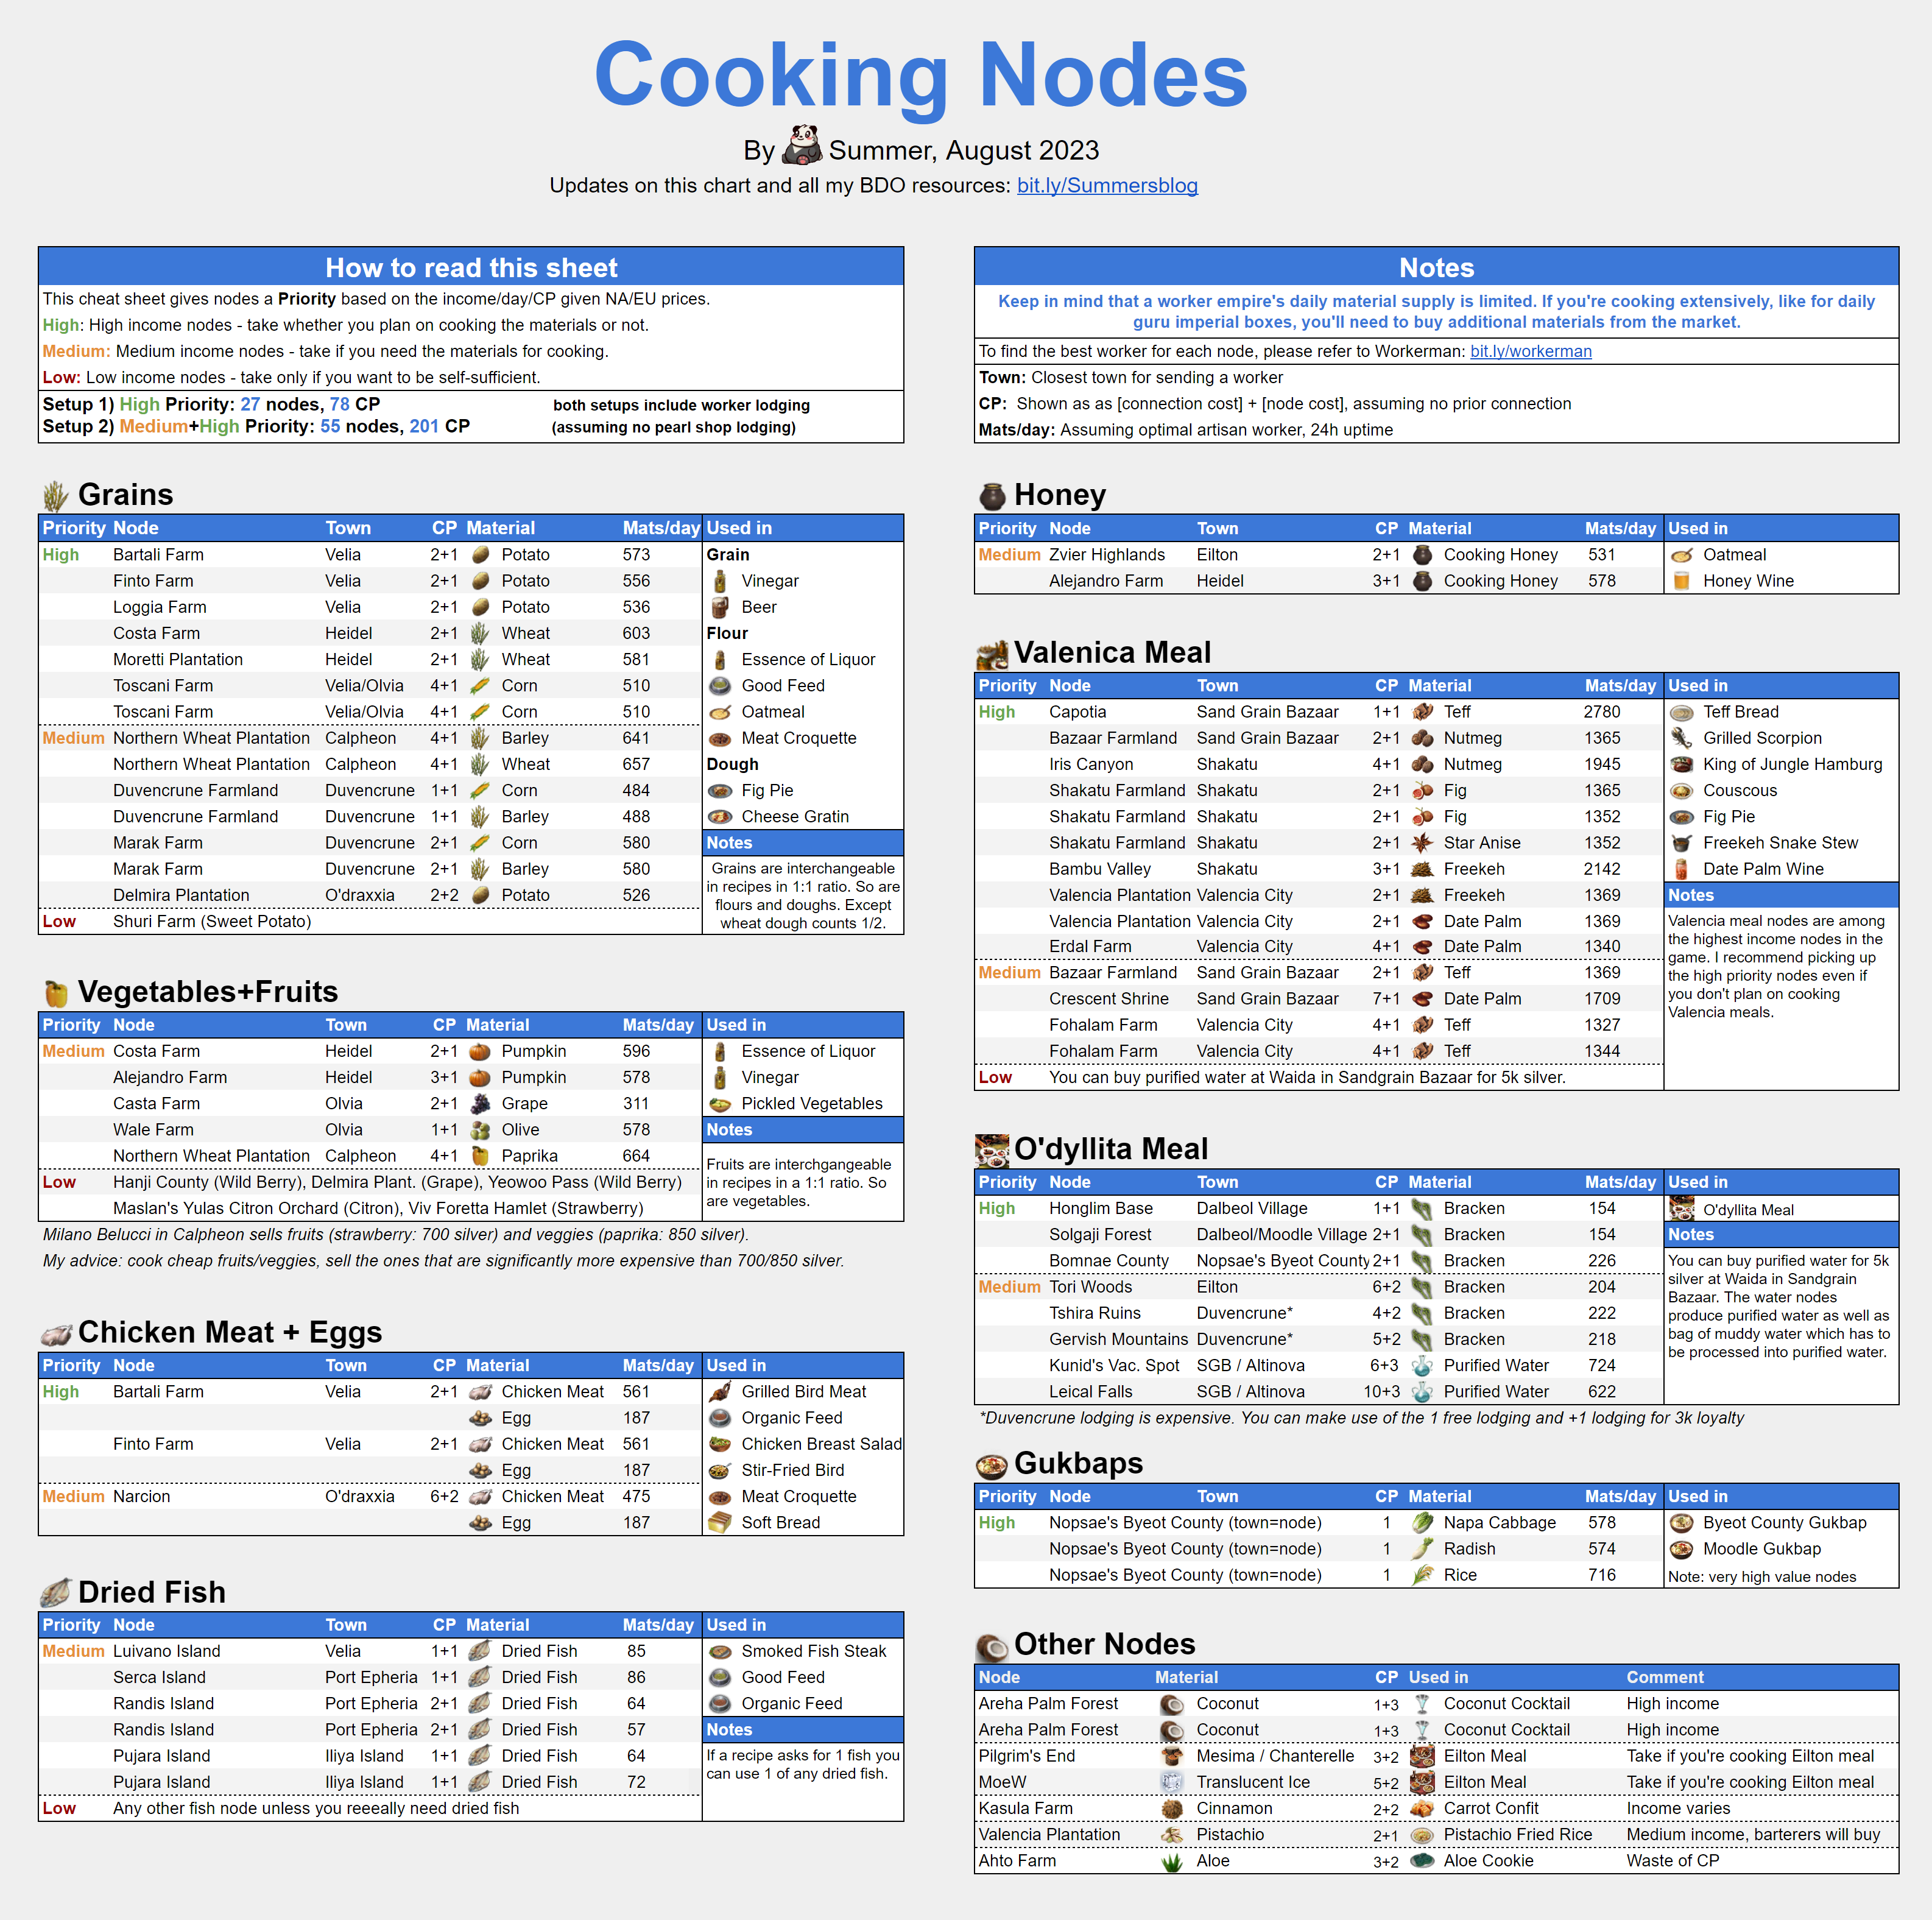 Cooking Nodes
By Summer, August 2023
Updates on this chart and all my BDO resources: bit.ly/Summersblog
How to read this sheet
This cheat sheet gives nodes a Priority based on the income/day/CP given NA/EU prices.
High: High income nodes - take whether you plan on cooking the materials or not.
Medium: Medium income nodes - take if you need the materials for cooking.
Low: Low income nodes - take only if you want to be self-sufficient.
Setup 1) High Priority: 27 nodes, 78 CP both setups include worker lodging
Setup 2) Medium+High Priority: 55 nodes, 201 CP (assuming no pearl shop lodging)
Notes
Keep in mind that a worker empire's daily material supply is limited. If you're cooking extensively, like for daily
guru imperial boxes, you'll need to buy additional materials from the market.
To find the best worker for each node, please refer to Workerman: bit.ly/workerman
Town: Closest town for sending a worker
CP: Shown as as [connection cost] + [node cost], assuming no prior connection
Mats/day: Assuming optimal artisan worker, 24h uptime
Grains
Priority Node Town CP Material Mats/day Used in
High Bartali Farm Velia 2+1 Potato 573 Grain
Finto Farm Velia 2+1 Potato 556 Vinegar
Loggia Farm Velia 2+1 Potato 536 Beer
Costa Farm Heidel 2+1 Wheat 603 Flour
Moretti Plantation Heidel 2+1 Wheat 581 Essence of Liquor
Toscani Farm Velia/Olvia 4+1 Corn 510 Good Feed
Toscani Farm Velia/Olvia 4+1 Corn 510 Oatmeal
Medium Northern Wheat Plantation Calpheon 4+1 Barley 641 Meat Croquette
Northern Wheat Plantation Calpheon 4+1 Wheat 657 Dough
Duvencrune Farmland Duvencrune 1+1 Corn 484 Fig Pie
Duvencrune Farmland Duvencrune 1+1 Barley 488 Cheese Gratin
Marak Farm Duvencrune 2+1 Corn 580 Notes
Marak Farm Duvencrune 2+1 Barley 580
Delmira Plantation O'draxxia 2+2 Potato 526
Low Shuri Farm (Sweet Potato)
Grains are interchangeable
in recipes in 1:1 ratio. So are
flours and doughs. Except
wheat dough counts 1/2.
Vegetables+Fruits
Priority Node Town CP Material Mats/day Used in
Medium Costa Farm Heidel 2+1 Pumpkin 596 Essence of Liquor
Alejandro Farm Heidel 3+1 Pumpkin 578 Vinegar
Casta Farm Olvia 2+1 Grape 311 Pickled Vegetables
Wale Farm Olvia 1+1 Olive 578 Notes
Northern Wheat Plantation Calpheon 4+1 Paprika 664
Low Hanji County (Wild Berry), Delmira Plant. (Grape), Yeowoo Pass (Wild Berry)
Maslan's Yulas Citron Orchard (Citron), Viv Foretta Hamlet (Strawberry)
Fruits are interchgangeable
in recipes in a 1:1 ratio. So
are vegetables.
Milano Belucci in Calpheon sells fruits (strawberry: 700 silver) and veggies (paprika: 850 silver).
My advice: cook cheap fruits/veggies, sell the ones that are significantly more expensive than 700/850 silver.
Chicken Meat + Eggs
Priority Node Town CP Material Mats/day Used in
High Bartali Farm Velia 2+1 Chicken Meat 561 Grilled Bird Meat
Egg 187 Organic Feed
Finto Farm Velia 2+1 Chicken Meat 561 Chicken Breast Salad
Egg 187 Stir-Fried Bird
Medium Narcion O'draxxia 6+2 Chicken Meat 475 Meat Croquette
Egg 187 Soft Bread
Dried Fish
Priority Node Town CP Material Mats/day Used in
Medium Luivano Island Velia 1+1 Dried Fish 85 Smoked Fish Steak
Serca Island Port Epheria 1+1 Dried Fish 86 Good Feed
Randis Island Port Epheria 2+1 Dried Fish 64 Organic Feed
Randis Island Port Epheria 2+1 Dried Fish 57 Notes
Pujara Island Iliya Island 1+1 Dried Fish 64
Pujara Island Iliya Island 1+1 Dried Fish 72
Low Any other fish node unless you reeeally need dried fish
If a recipe asks for 1 fish you
can use 1 of any dried fish.
Honey
Priority Node Town CP Material Mats/day Used in
Medium Zvier Highlands Eilton 2+1 Cooking Honey 531 Oatmeal
Alejandro Farm Heidel 3+1 Cooking Honey 578 Honey Wine
Valenica Meal
Priority Node Town CP Material Mats/day Used in
High Capotia Sand Grain Bazaar 1+1 Teff 2780 Teff Bread
Bazaar Farmland Sand Grain Bazaar 2+1 Nutmeg 1365 Grilled Scorpion
Iris Canyon Shakatu 4+1 Nutmeg 1945 King of Jungle Hamburg
Shakatu Farmland Shakatu 2+1 Fig 1365 Couscous
Shakatu Farmland Shakatu 2+1 Fig 1352 Fig Pie
Shakatu Farmland Shakatu 2+1 Star Anise 1352 Freekeh Snake Stew
Bambu Valley Shakatu 3+1 Freekeh 2142 Date Palm Wine
Valencia Plantation Valencia City 2+1 Freekeh 1369 Notes
Valencia Plantation Valencia City 2+1 Date Palm 1369
Erdal Farm Valencia City 4+1 Date Palm 1340
Medium Bazaar Farmland Sand Grain Bazaar 2+1 Teff 1369
Crescent Shrine Sand Grain Bazaar 7+1 Date Palm 1709
Fohalam Farm Valencia City 4+1 Teff 1327
Fohalam Farm Valencia City 4+1 Teff 1344
Low You can buy purified water at Waida in Sandgrain Bazaar for 5k silver.
Valencia meal nodes are among
the highest income nodes in the
game. I recommend picking up
the high priority nodes even if
you don't plan on cooking
Valencia meals.
O'dyllita Meal
Priority Node Town CP Material Mats/day Used in
High Honglim Base Dalbeol Village 1+1 Bracken 154 O'dyllita Meal
Solgaji Forest Dalbeol/Moodle Village 2+1 Bracken 154 Notes
Bomnae County Nopsae's Byeot County 2+1 Bracken 226
Medium Tori Woods Eilton 6+2 Bracken 204
Tshira Ruins Duvencrune* 4+2 Bracken 222
Gervish Mountains Duvencrune* 5+2 Bracken 218
Kunid's Vac. Spot SGB / Altinova 6+3 Purified Water 724
Leical Falls SGB / Altinova 10+3 Purified Water 622
You can buy purified water for 5k
silver at Waida in Sandgrain
Bazaar. The water nodes
produce purified water as well as
bag of muddy water which has to
be processed into purified water.
*Duvencrune lodging is expensive. You can make use of the 1 free lodging and +1 lodging for 3k loyalty
Gukbaps
Priority Node Town CP Material Mats/day Used in
High Nopsae's Byeot County (town=node) 1 Napa Cabbage 578 Byeot County Gukbap
Nopsae's Byeot County (town=node) 1 Radish 574 Moodle Gukbap
Nopsae's Byeot County (town=node) 1 Rice 716 Note: very high value nodes
Other Nodes
Node Material CP Used in Comment
Areha Palm Forest Coconut 1+3 Coconut Cocktail High income
Areha Palm Forest Coconut 1+3 Coconut Cocktail High income
Pilgrim's End Mesima / Chanterelle 3+2 Eilton Meal Take if you're cooking Eilton meal
MoeW Translucent Ice 5+2 Eilton Meal Take if you're cooking Eilton meal
Kasula Farm Cinnamon 2+2 Carrot Confit Income varies
Valencia Plantation Pistachio 2+1 Pistachio Fried Rice Medium income, barterers will buy
Ahto Farm Aloe 3+2 Aloe Cookie Waste of CP